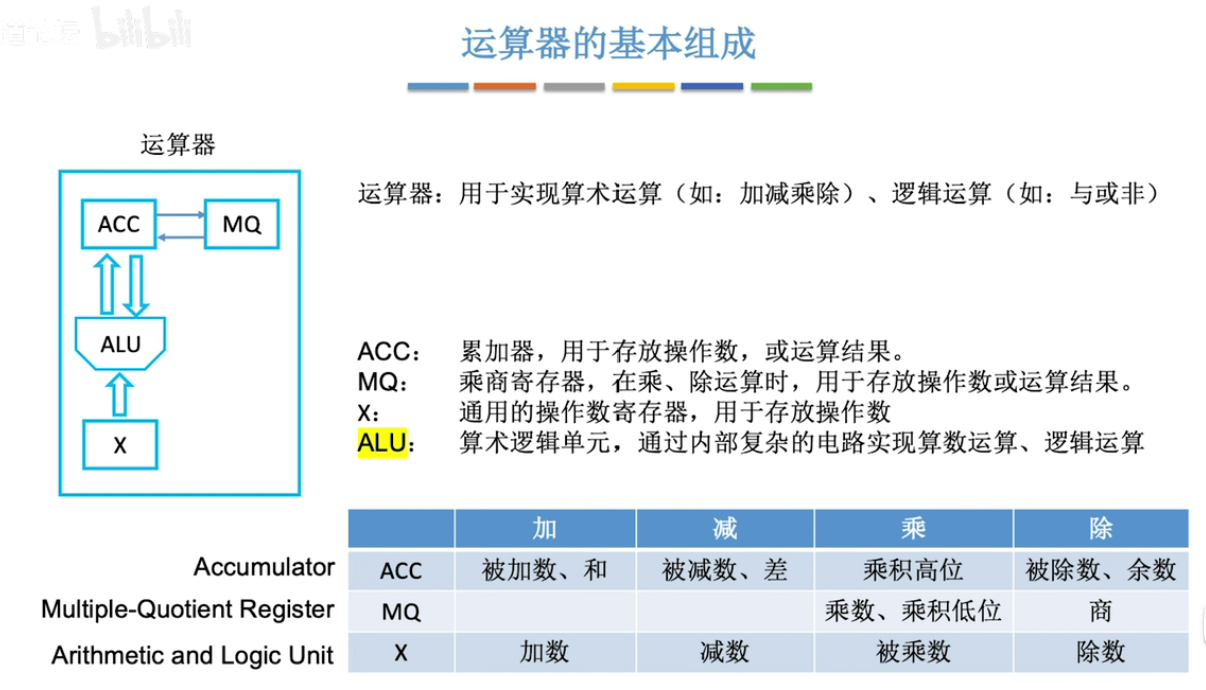 bilibili
运算器的基本组成
运算器
ACC
MQ
ALU
X
运算器：用于实现算术运算（如：加减乘除）、逻辑运算（如：与或非）
ACC： 累加器，用于存放操作数，或运算结果。
MQ： 乘商寄存器，在乘、除运算时，用于存放操作数或运算结果。
X： 通用的操作数寄存器，用于存放操作数
ALU： 算术逻辑单元，通过内部复杂的电路实现算数运算、逻辑运算
加 减 乘 除
Accumulator ACC 被加数、和 被减数、差 乘积高位 被除数、余数
Multiple-Quotient Register MQ 乘数、乘积低位 商
Arithmetic and Logic Unit X 加数 减数 被乘数 除数